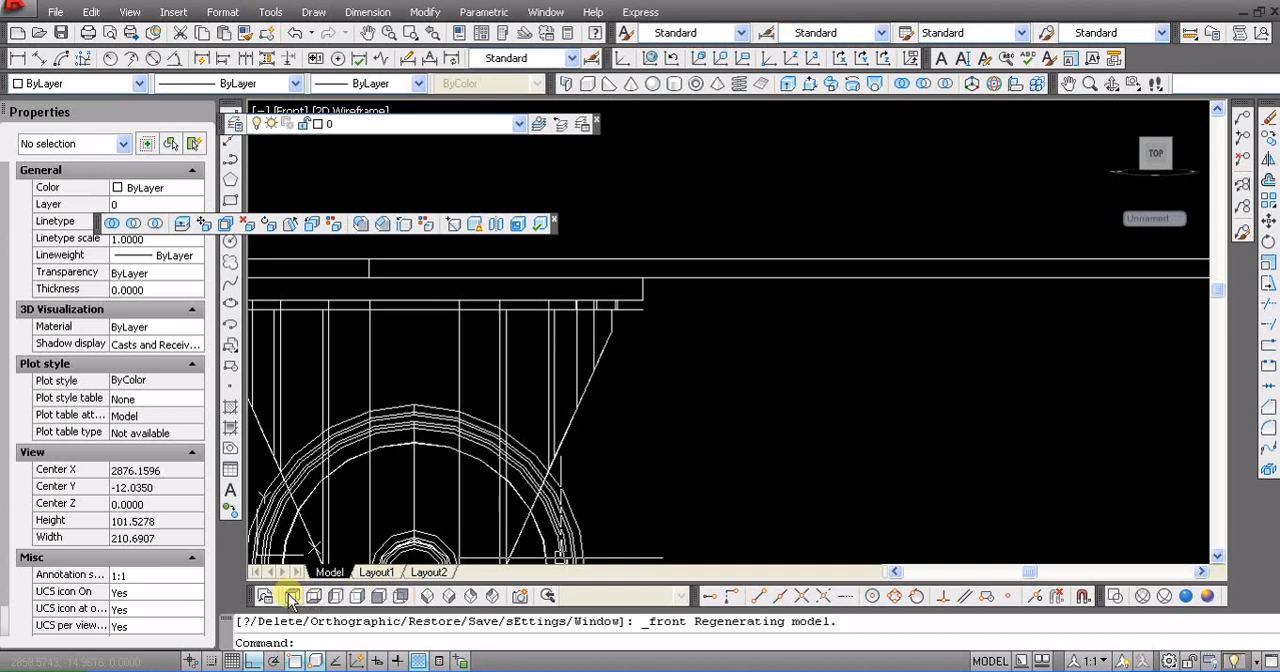 File Edit View Insert Format Tools Draw Dimension Modify Parametric Window Help Express
Standard Standard Standard Standard
Standard
ByLayer ByLayer ByLayer ByColor
Properties
[−] [Front] [2D Wireframe]
0
No selection
TOP
General
Color ByLayer
Layer 0
Linetype
Unnamed
Linetype scale 1.0000
Lineweight ByLayer
Transparency ByLayer
Thickness 0.0000
3D Visualization
Material ByLayer
Shadow display Casts and Receiv...
Plot style
Plot style ByColor
Plot style table None
Plot table att... Model
Plot table type Not available
View
Center X 2876.1596
Center Y -12.0350
Center Z 0.0000
Height 101.5278
Width 210.6907
Misc
Annotation s... 1:1
UCS icon On Yes
UCS icon at o... Yes
UCS per view... Yes
Model Layout1 Layout2
[?/Delete/Orthographic/Restore/Save/sEttings/Window]: _front Regenerating model.
Command:
MODEL 1:1